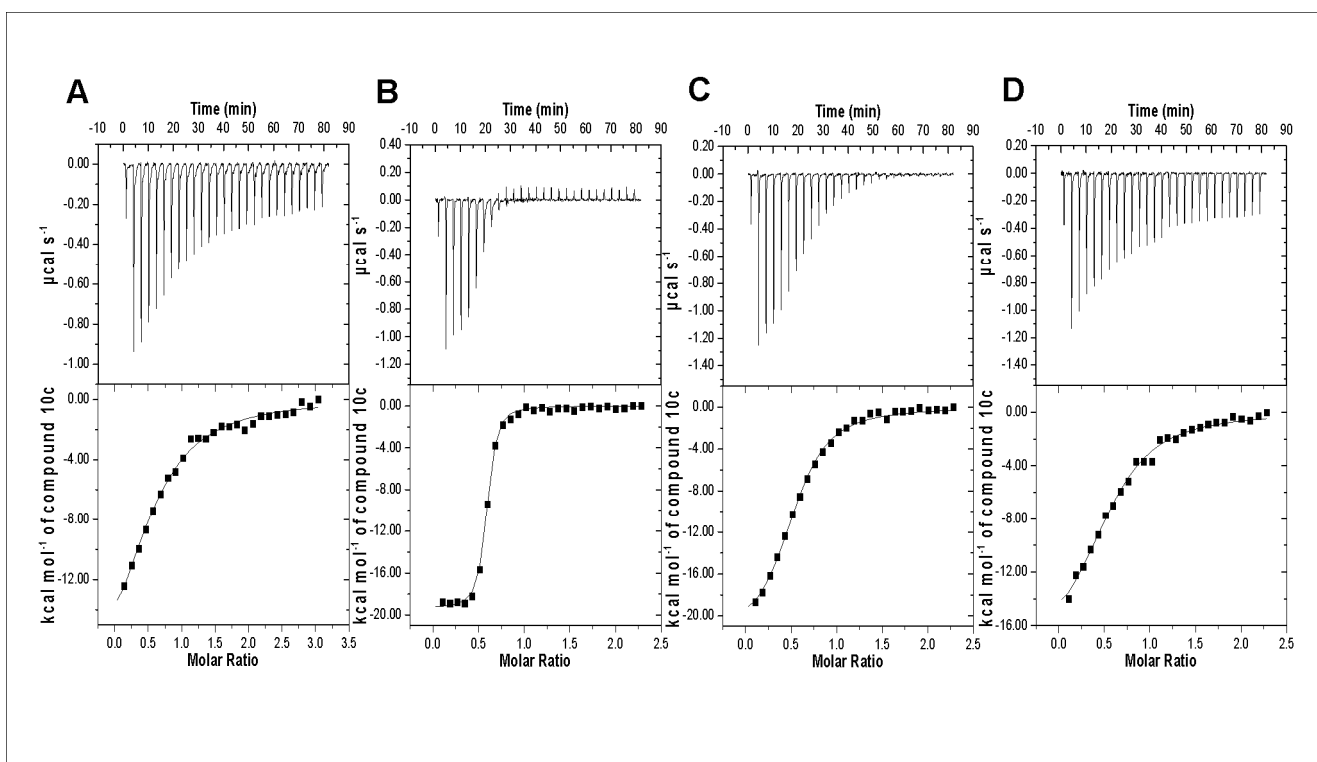 A
Time (min)
-10 0 10 20 30 40 50 60 70 80 90
0.00
-0.20
-0.40
-0.60
-0.80
-1.00
µcal s-1
0.00
-4.00
-8.00
-12.00
kcal mol-1 of compound 10c
0.0 0.5 1.0 1.5 2.0 2.5 3.0 3.5
Molar Ratio
B
Time (min)
-10 0 10 20 30 40 50 60 70 80 90
0.40
0.20
0.00
-0.20
-0.40
-0.60
-0.80
-1.00
-1.20
µcal s-1
0.00
-4.00
-8.00
-12.00
-16.00
-20.00
kcal mol-1 of compound 10c
0.0 0.5 1.0 1.5 2.0 2.5
Molar Ratio
C
Time (min)
-10 0 10 20 30 40 50 60 70 80 90
0.20
0.00
-0.20
-0.40
-0.60
-0.80
-1.00
-1.20
-1.40
µcal s-1
0.00
-4.00
-8.00
-12.00
-16.00
-20.00
kcal mol-1 of compound 10c
0.0 0.5 1.0 1.5 2.0 2.5
Molar Ratio
D
Time (min)
-10 0 10 20 30 40 50 60 70 80 90
0.20
0.00
-0.20
-0.40
-0.60
-0.80
-1.00
-1.20
-1.40
µcal s-1
0.00
-4.00
-8.00
-12.00
-16.00
kcal mol-1 of compound 10c
0.0 0.5 1.0 1.5 2.0 2.5
Molar Ratio